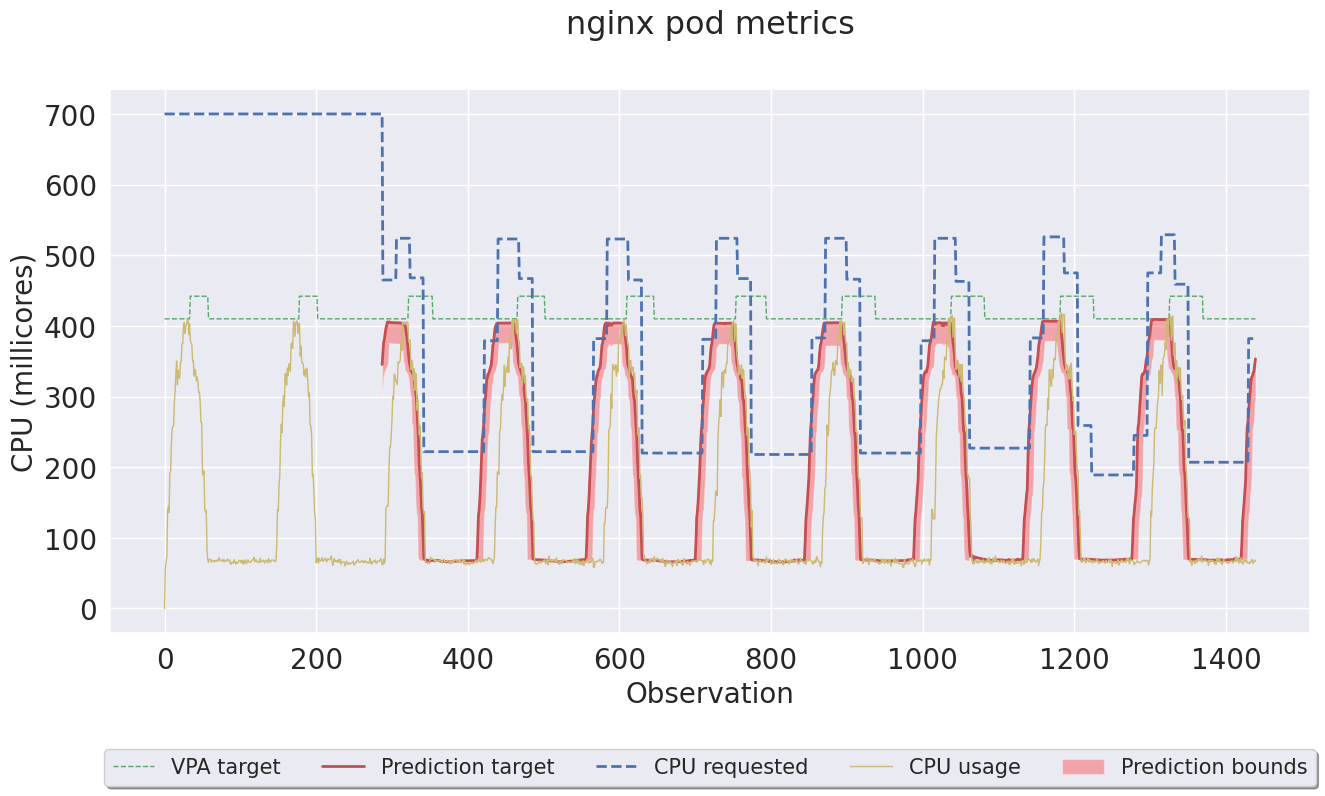 nginx pod metrics
CPU (millicores)
700
600
500
400
300
200
100
0
0 200 400 600 800 1000 1200 1400
Observation
VPA target Prediction target CPU requested CPU usage Prediction bounds